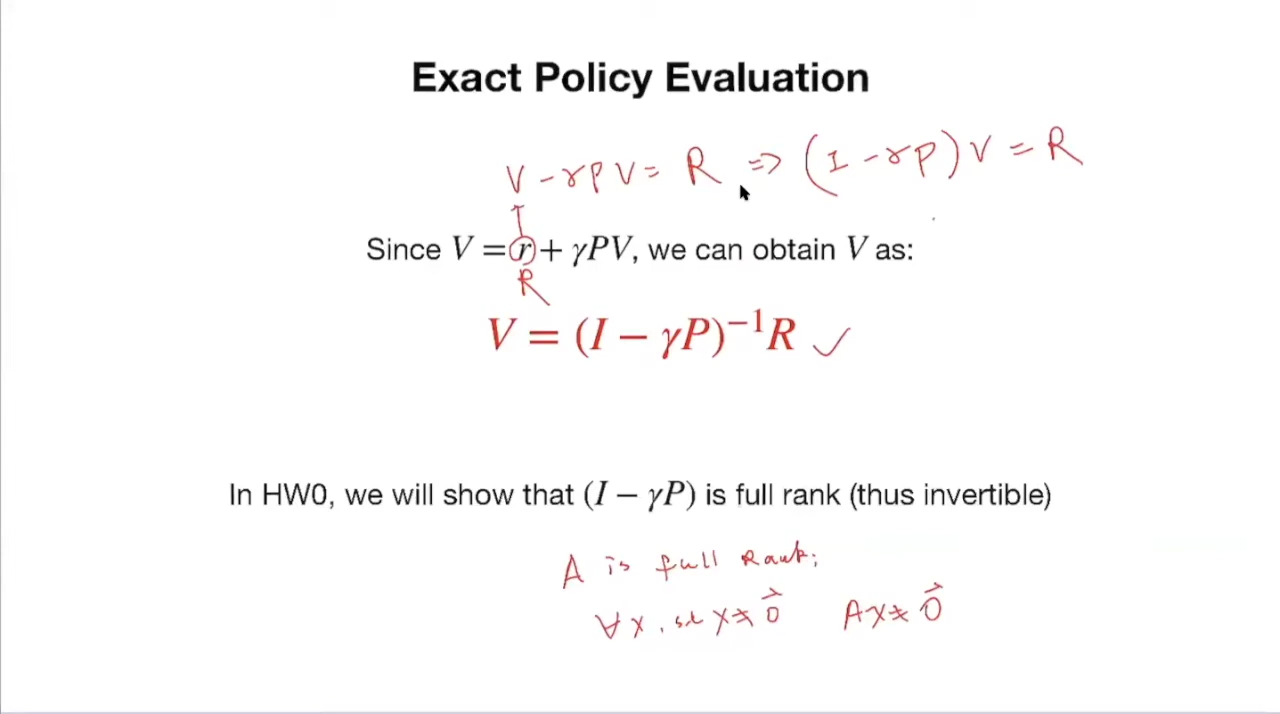 Exact Policy Evaluation
V - γPV = R => (I - γP) V = R
Since V = r + γPV, we can obtain V as:
R
V = (I − γP)⁻¹R ✓
In HW0, we will show that (I − γP) is full rank (thus invertible)
A is full Rank;
∀x, st x ≠ 0⃗ Ax ≠ 0⃗